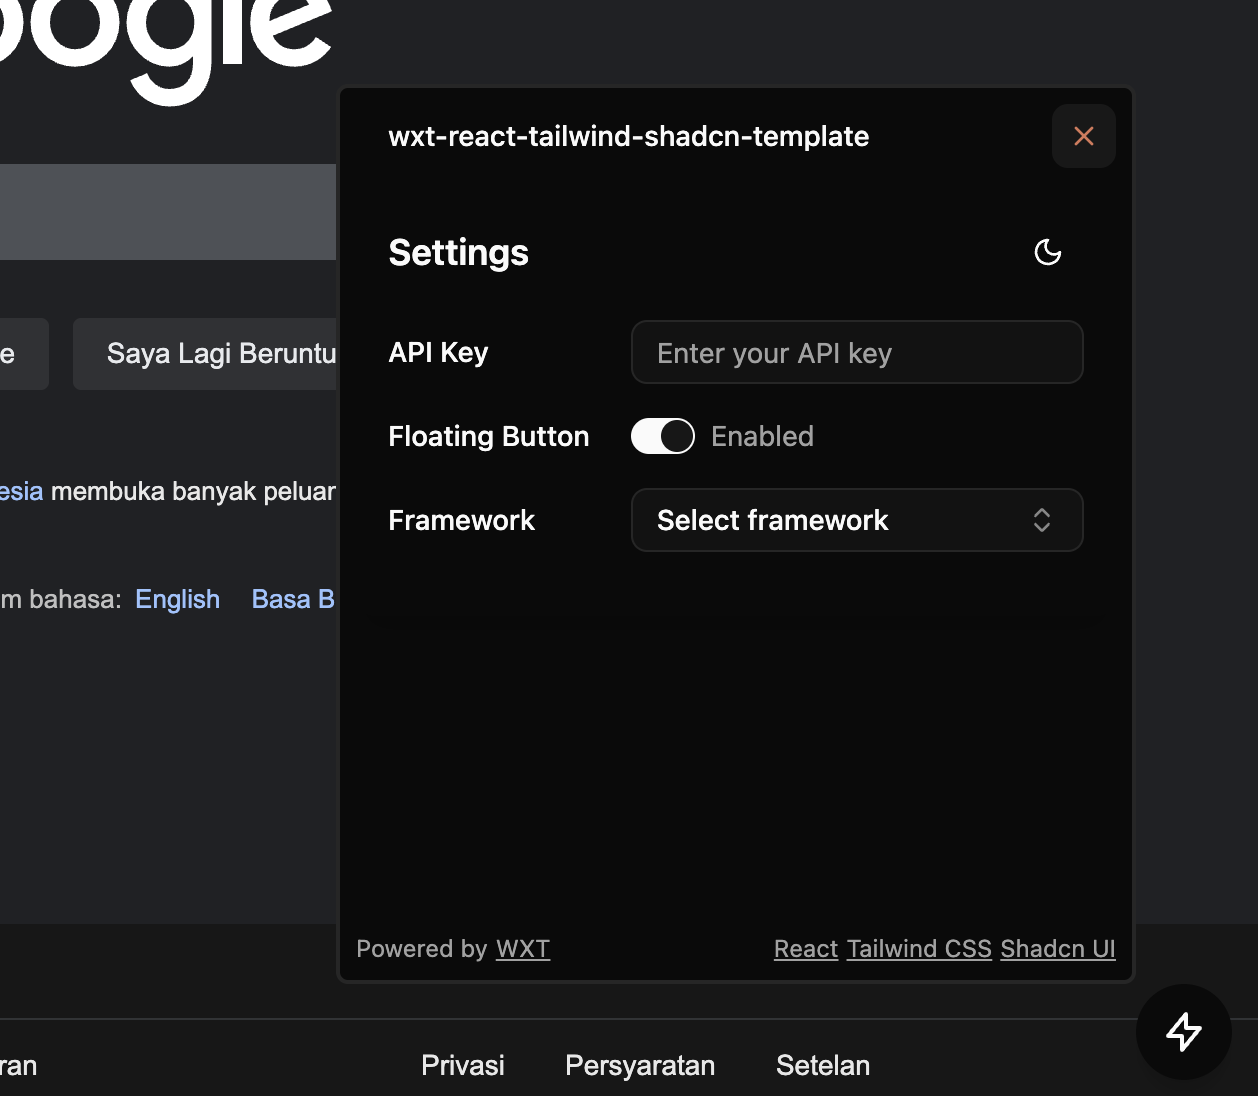 oogle
wxt-react-tailwind-shadcn-template
Settings
API Key
Enter your API key
e
Saya Lagi Beruntu
Floating Button
Enabled
esia membuka banyak peluar
Framework
Select framework
m bahasa: English Basa B
Powered by WXT
React Tailwind CSS Shadcn UI
ran
Privasi
Persyaratan
Setelan